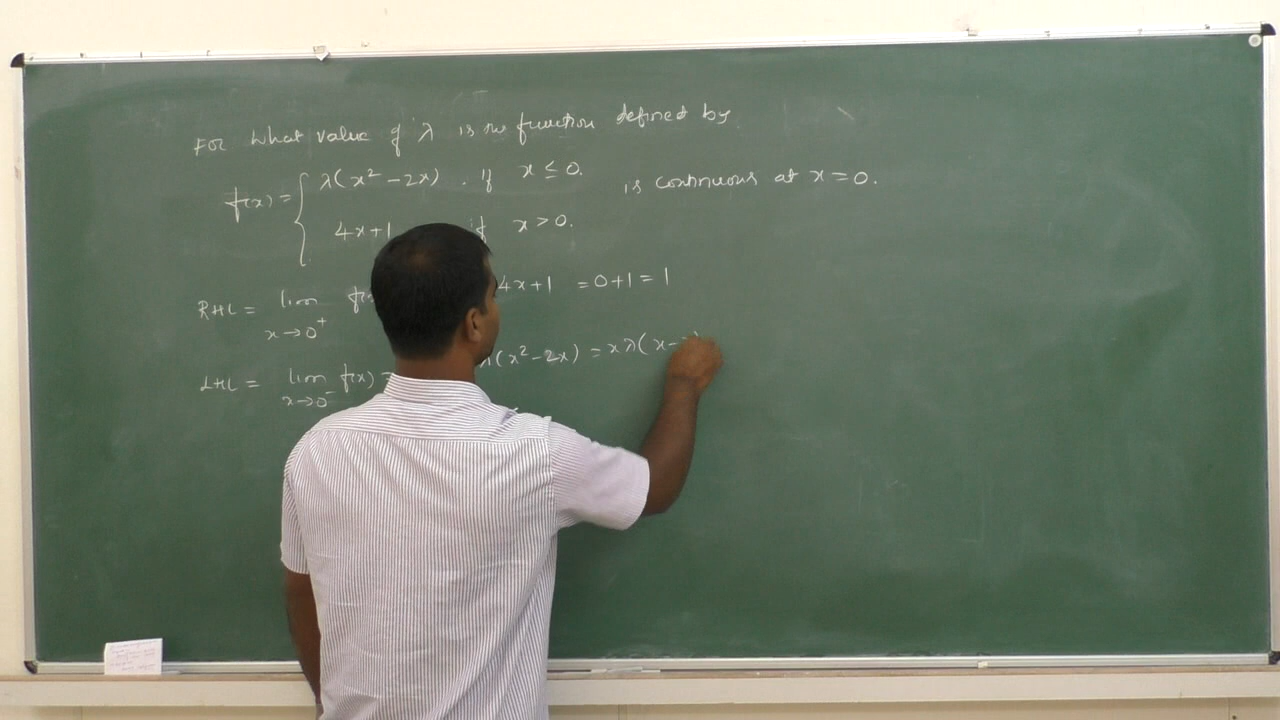 For what value of λ is the function defined by
f(x) = { λ(x² - 2x) . if x ≤ 0.
is continuous at x = 0.
4x+1 if x > 0.
RHL = lim x→0⁺ 4x+1 = 0+1 = 1
LHL = lim x→0⁻ f(x) = λ(x² - 2x) = xλ(x-